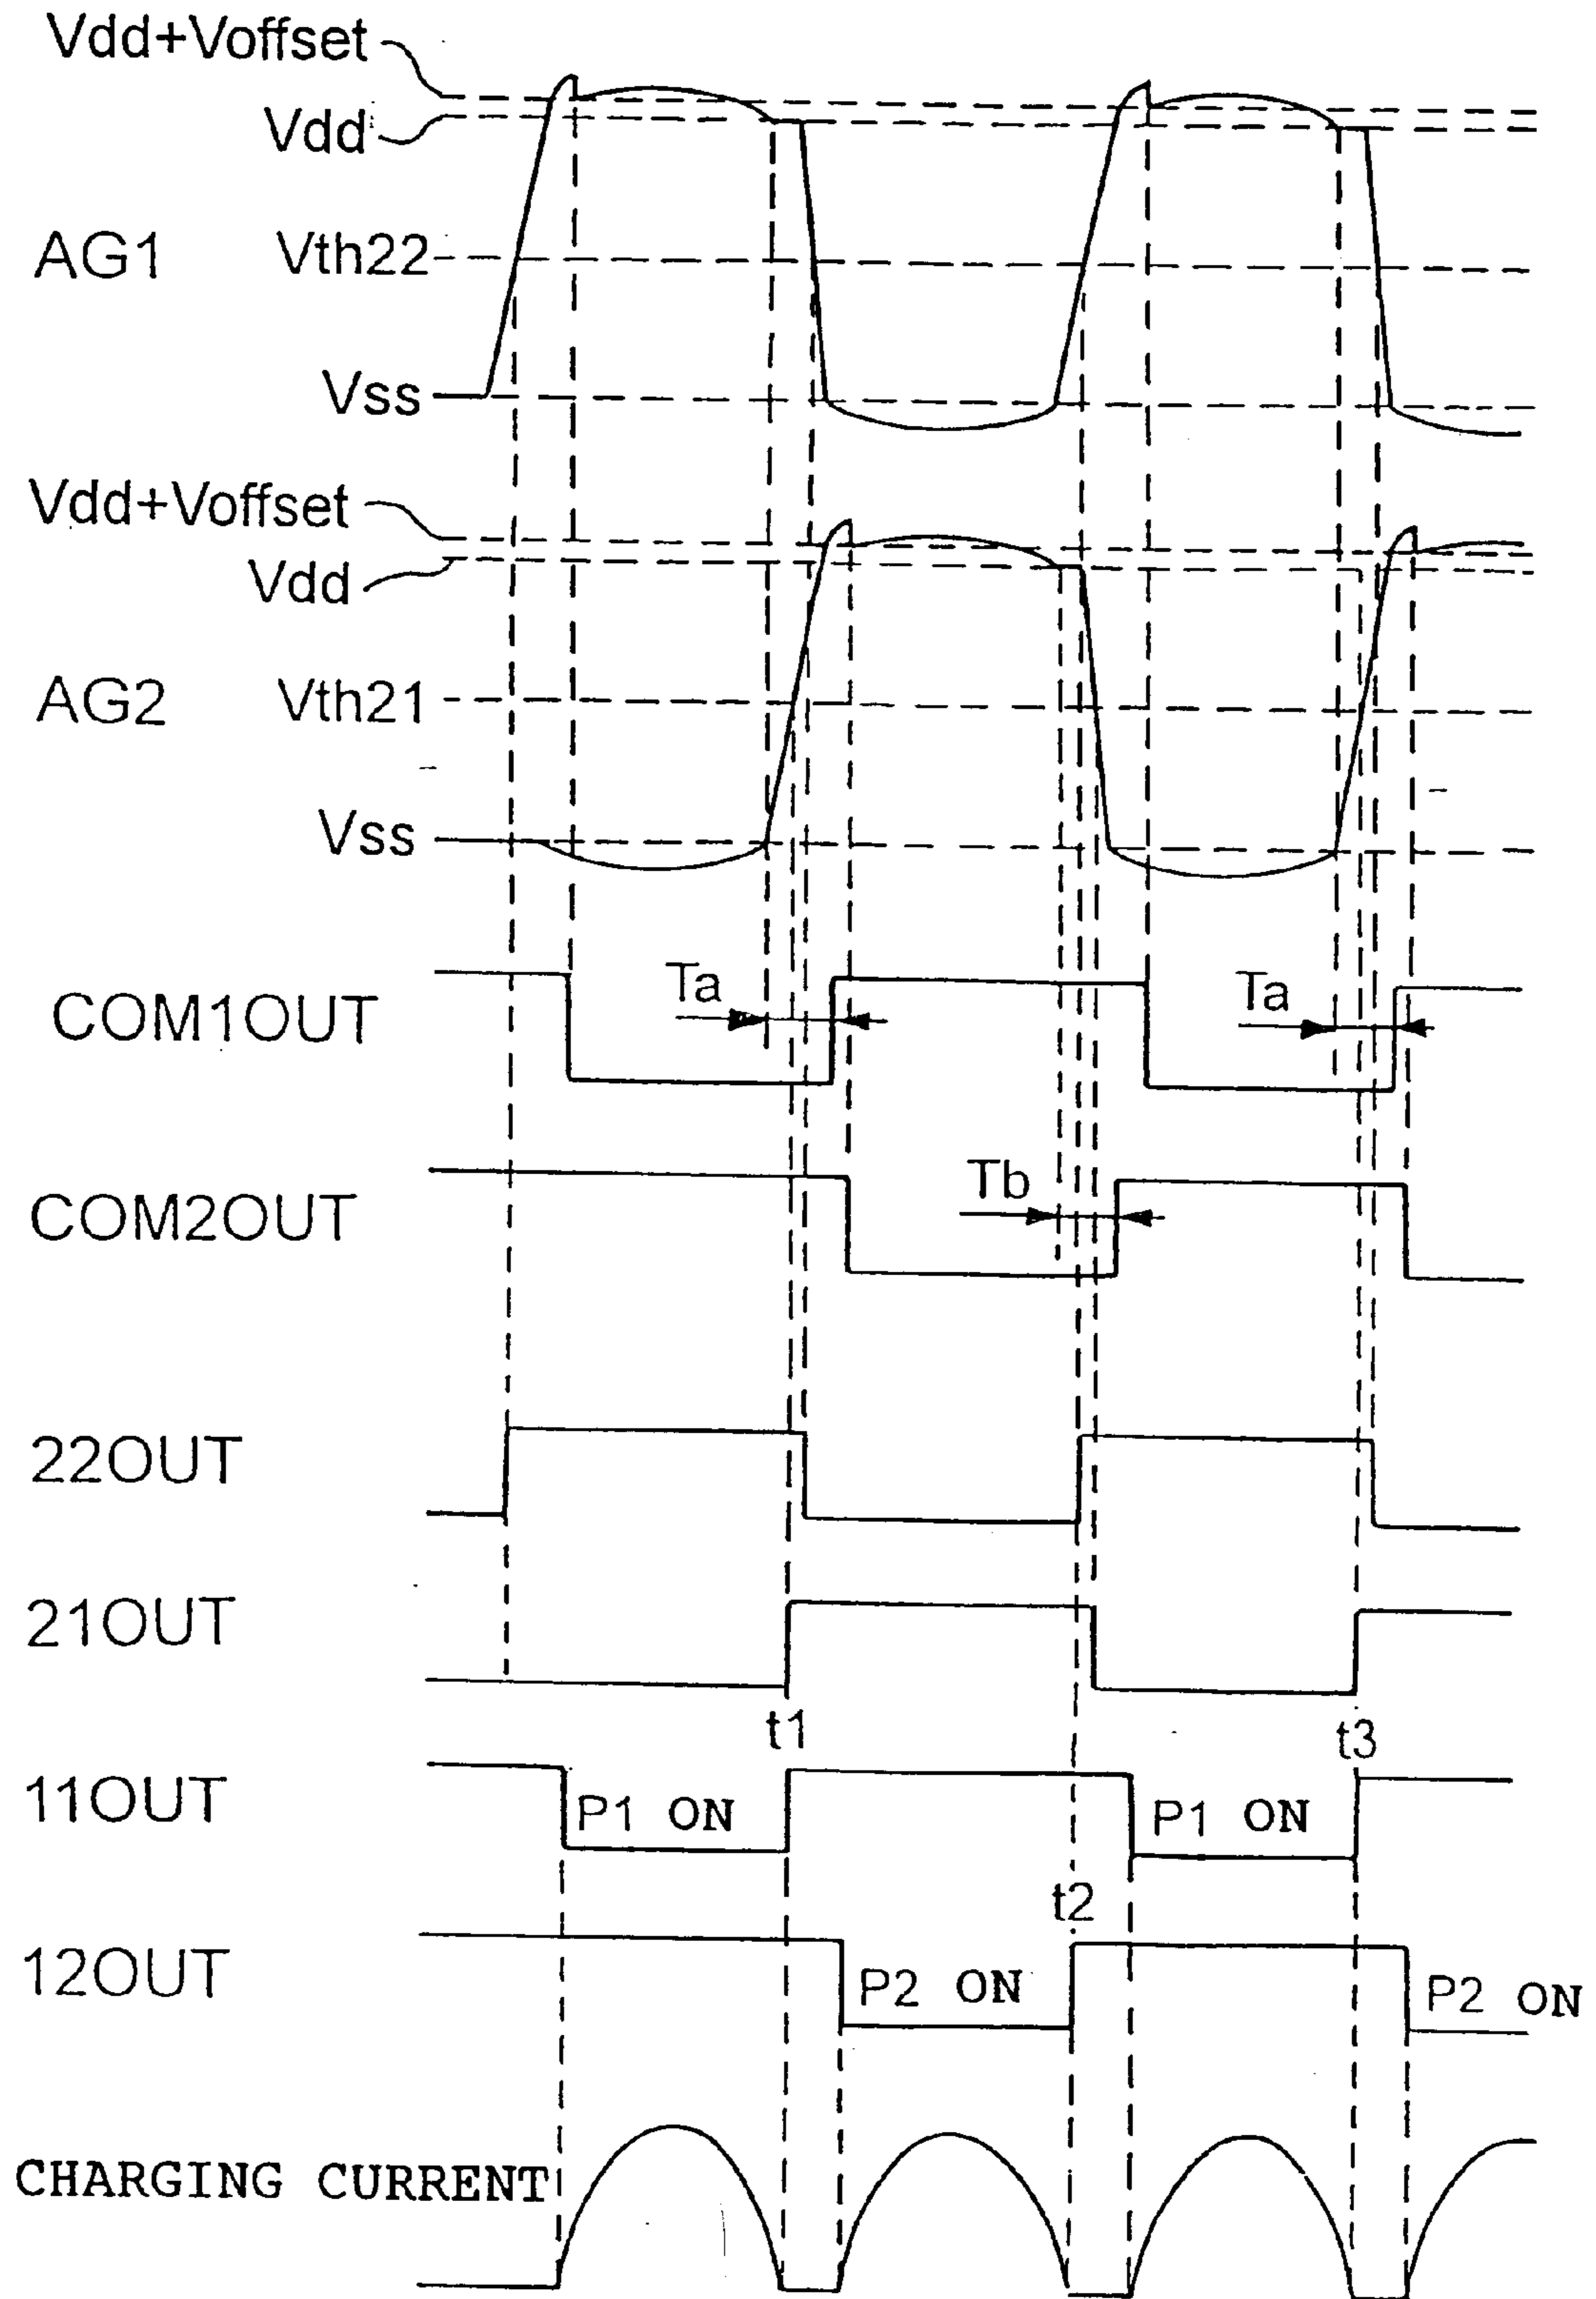 Vdd+Voffset
Vdd
AG1 Vth22
Vss
Vdd+Voffset
Vdd
AG2 Vth21
Vss
COM1OUT Ta Ta
COM2OUT Tb
22OUT
21OUT
t1 t3
11OUT P1 ON P1 ON
t2
12OUT P2 ON P2 ON
CHARGING CURRENT